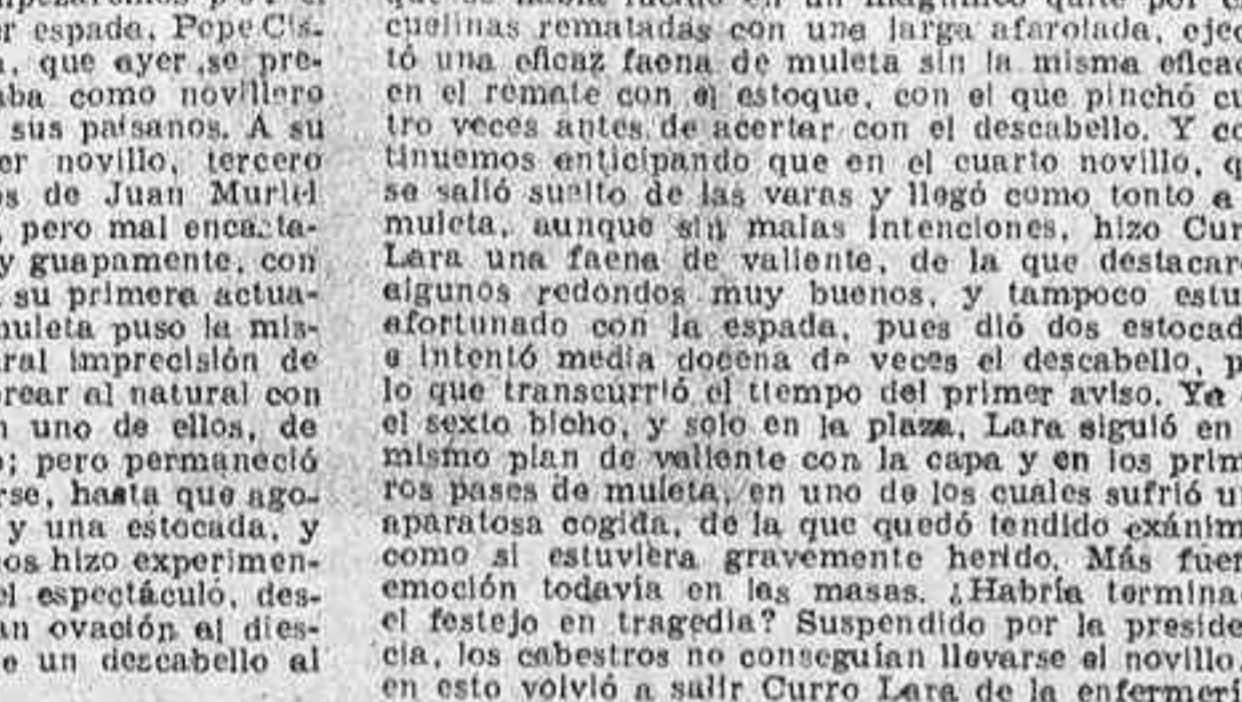 r espada, Pepe Cis-
, que ayer se pre-
ba como novillero
sus paisanos. A su
er novillo, tercero
s de Juan Muriel
, pero mal encasta-
y guapamente, con
su primera actua-
muleta puso la mis-
ral imprecisión de
rear al natural con
uno de ellos, de
; pero permaneció
rse, hasta que ago-
y una estocada, y
os hizo experimen-
el espectáculo, des-
an ovación al dies-
e un descabello al
cuelinas rematadas con una larga afarolada, ejec
tó una eficaz faena de muleta sin la misma eficac
en el remate con el estoque, con el que pinchó cu
tro veces antes de acertar con el descabello. Y co
tinuemos anticipando que en el cuarto novillo, q
se salió suelto de las varas y llegó como tonto a
muleta, aunque sin malas intenciones, hizo Cur
Lara una faena de valiente, de la que destacar
algunos redondos muy buenos, y tampoco estu
afortunado con la espada, pues dió dos estocad
e intentó media docena de veces el descabello, p
lo que transcurrió el tiempo del primer aviso. Ya
el sexto bicho, y solo en la plaza, Lara siguió en
mismo plan de valiente con la capa y en los prim
ros pases de muleta, en uno de los cuales sufrió u
aparatosa cogida, de la que quedó tendido exánim
como si estuviera gravemente herido. Más fuer
emoción todavía en las masas. ¿Habría termina
el festejo en tragedia? Suspendido por la preside
cia, los cabestros no conseguían llevarse el novillo,
en esto volvió a salir Curro Lara de la enfermerí